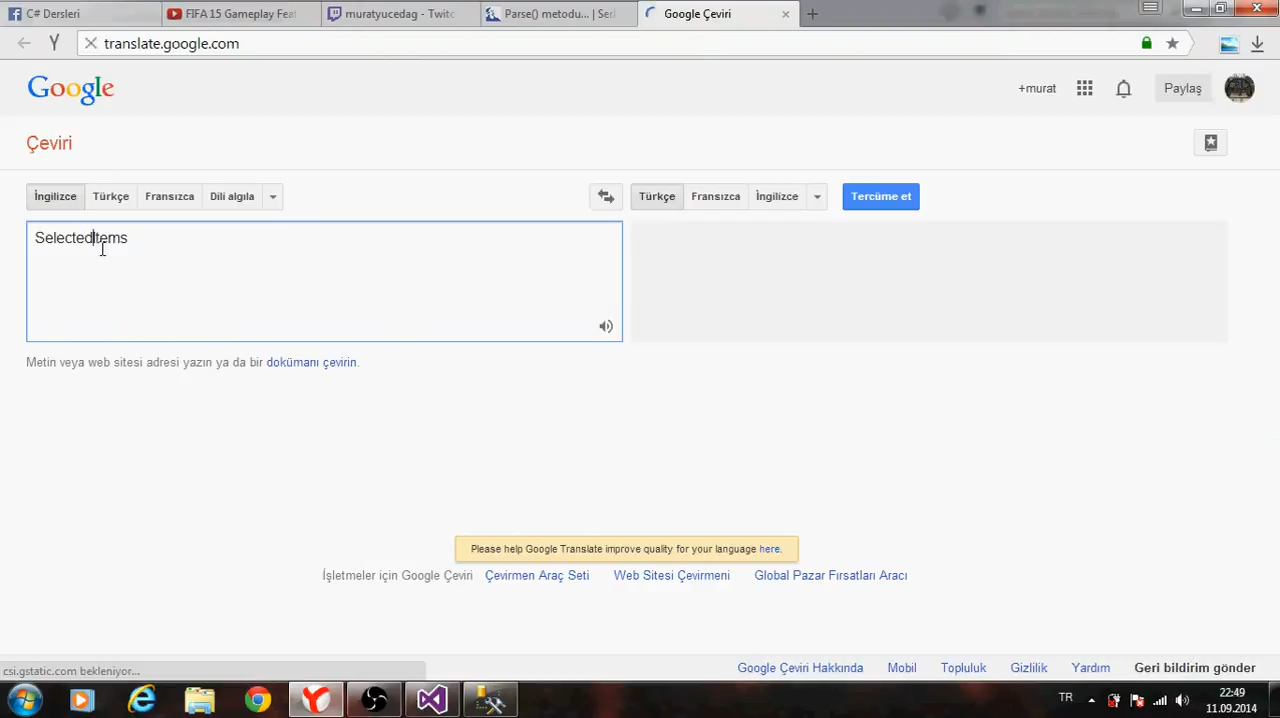 C# Dersleri
FIFA 15 Gameplay Feat
muratyucedag - Twitc
Parse() metodu... | Seri
Google Çeviri
translate.google.com
Google
+murat
Paylaş
Çeviri
İngilizce Türkçe Fransızca Dili algıla
Türkçe Fransızca İngilizce Tercüme et
SelectedItems
Metin veya web sitesi adresi yazın ya da bir dokümanı çevirin.
Please help Google Translate improve quality for your language here.
İşletmeler için Google Çeviri Çevirmen Araç Seti Web Sitesi Çevirmeni Global Pazar Fırsatları Aracı
csi.gstatic.com bekleniyor...
Google Çeviri Hakkında Mobil Topluluk Gizlilik Yardım Geri bildirim gönder
TR
22:49
11.09.2014